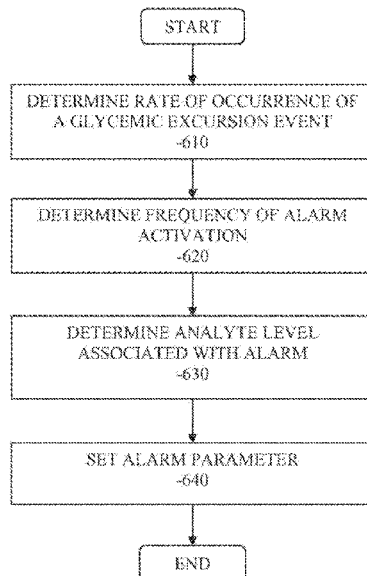 START
DETERMINE RATE OF OCCURRENCE OF
A GLYCEMIC EXCURSION EVENT
-610
DETERMINE FREQUENCY OF ALARM
ACTIVATION
-620
DETERMINE ANALYTE LEVEL
ASSOCIATED WITH ALARM
-630
SET ALARM PARAMETER
-640
END